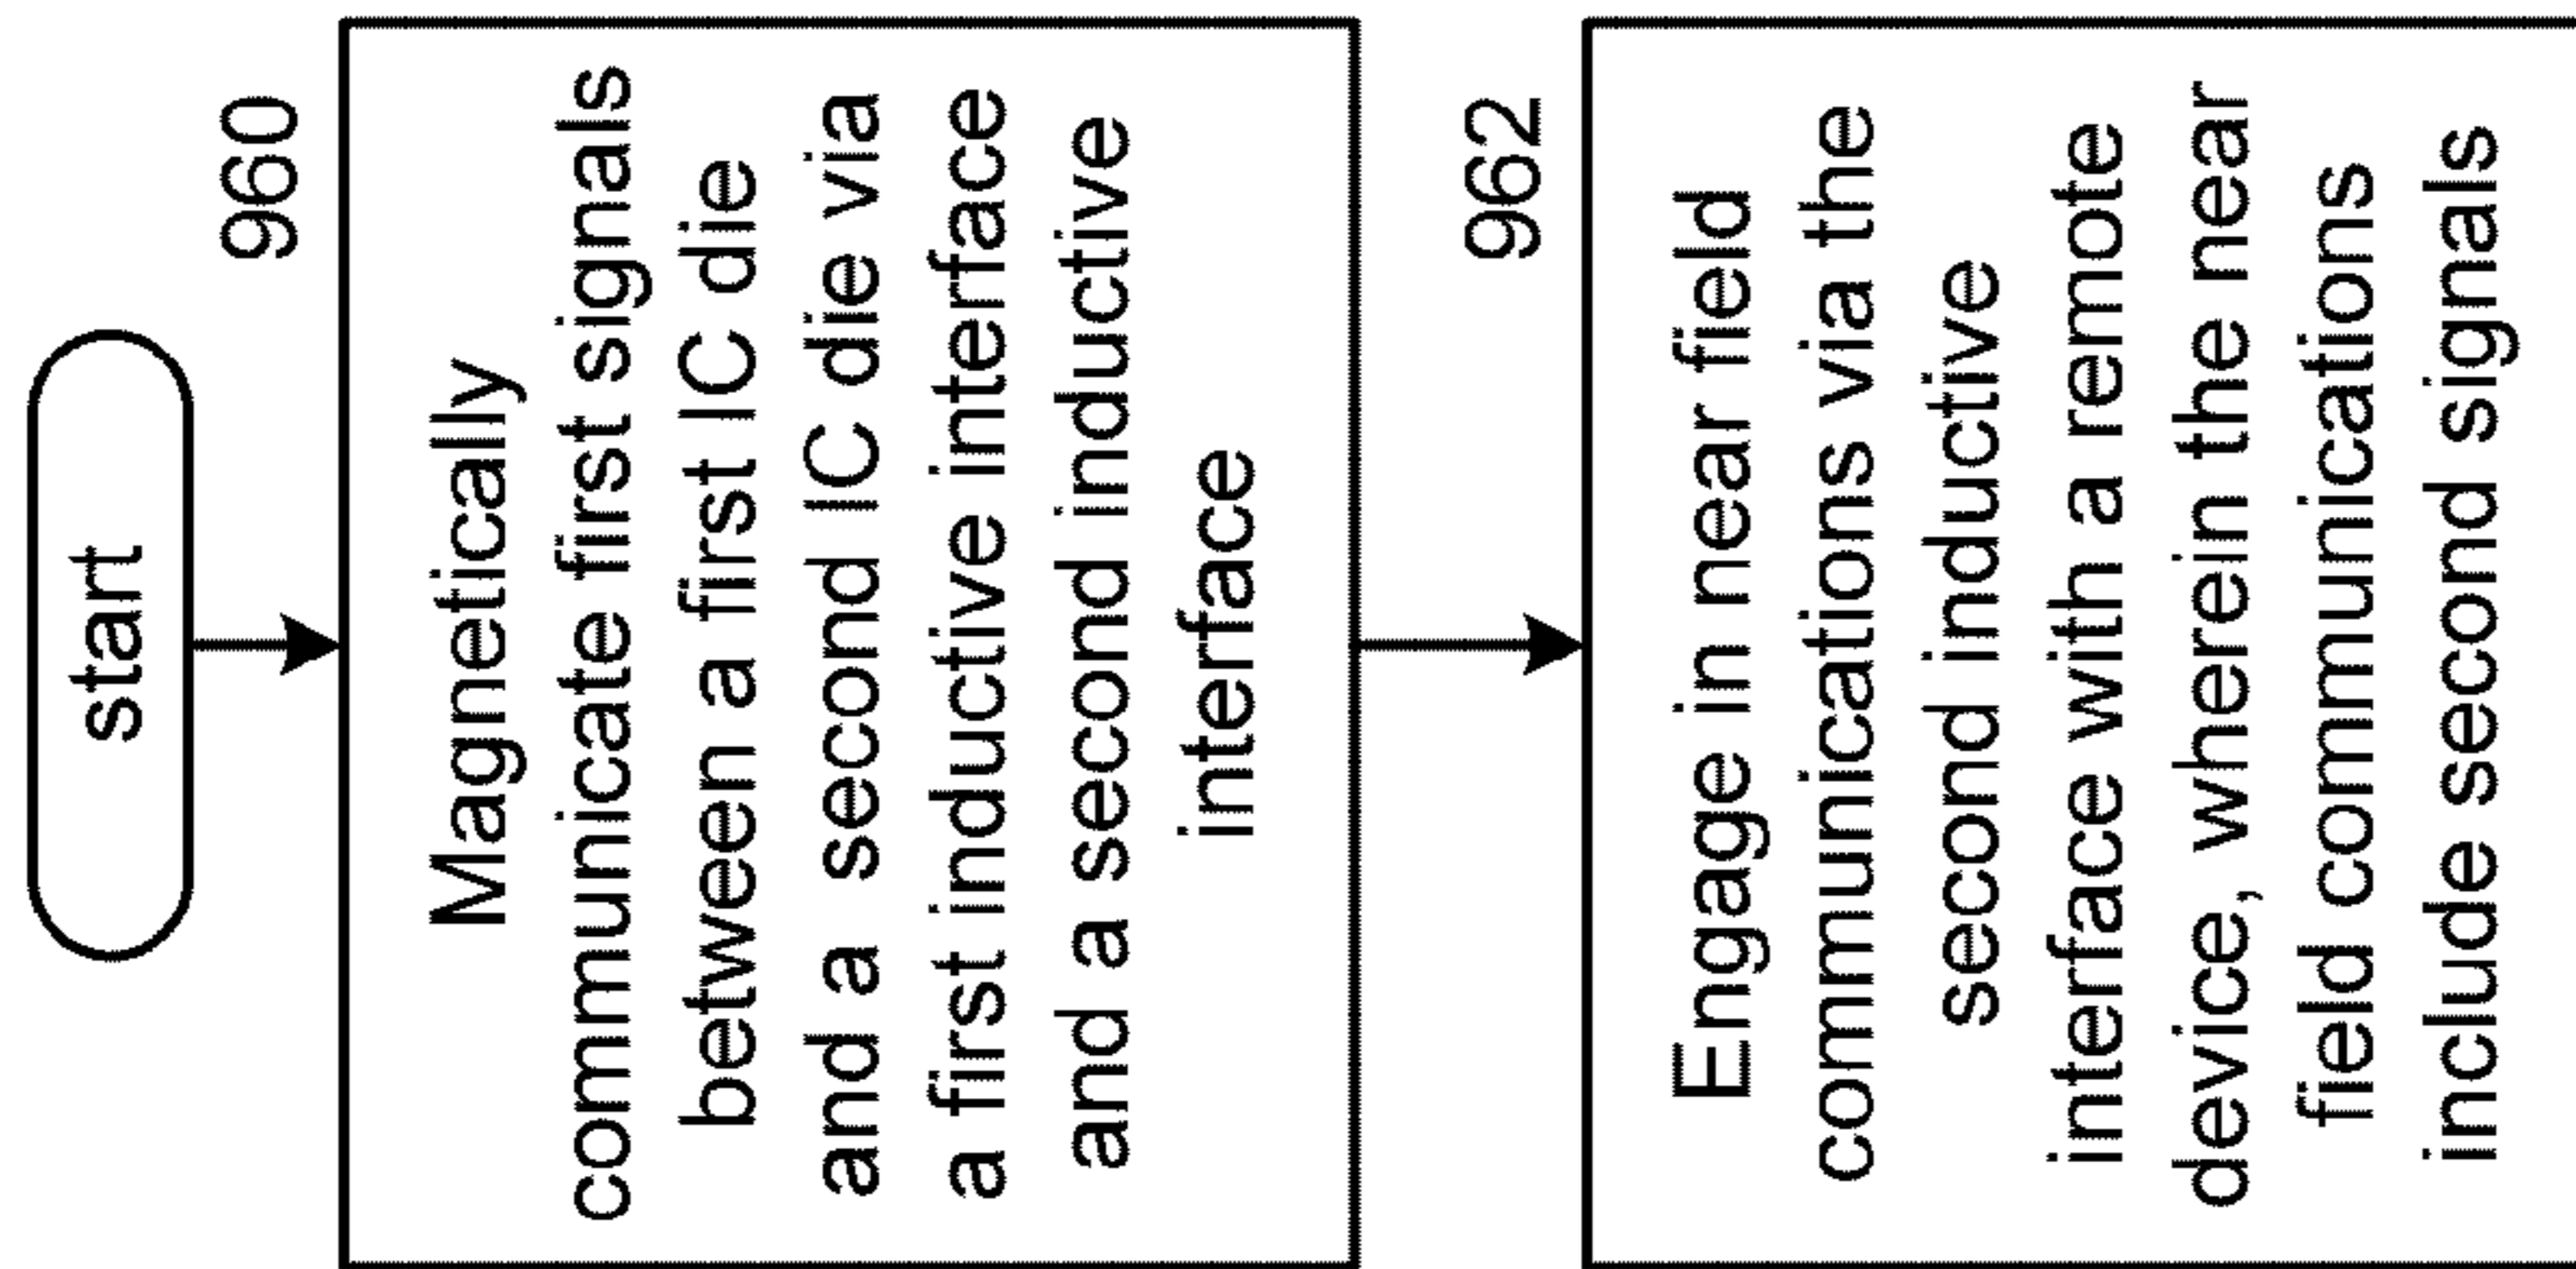 start
960
Magnetically
communicate first signals
between a first IC die
and a second IC die via
a first inductive interface
and a second inductive
interface
962
Engage in near field
communications via the
second inductive
interface with a remote
device, wherein the near
field communications
include second signals